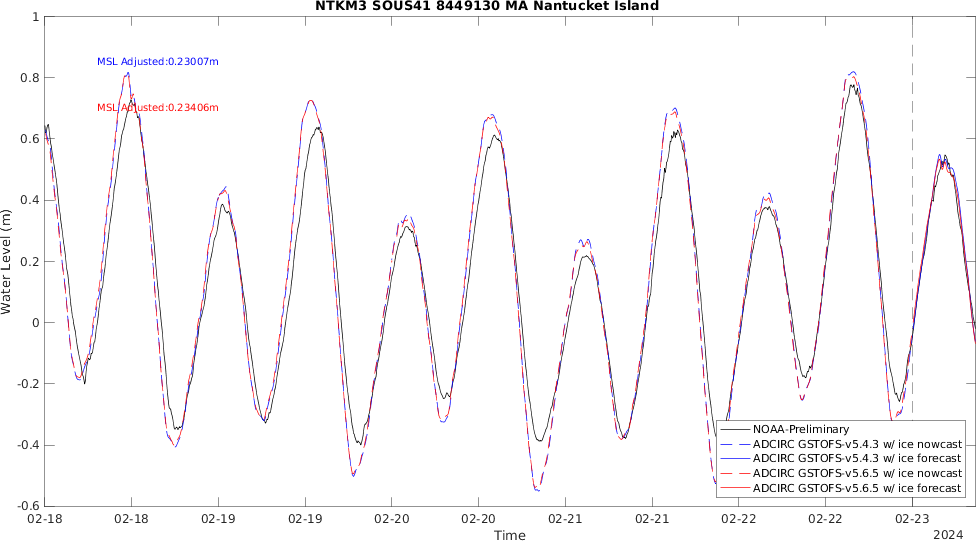 NTKM3 SOUS41 8449130 MA Nantucket Island
1
0.8
0.6
0.4
0.2
0
-0.2
-0.4
-0.6
Water Level (m)
MSL Adjusted:0.23007m
MSL Adjusted:0.23406m
NOAA-Preliminary
ADCIRC GSTOFS-v5.4.3 w/ ice nowcast
ADCIRC GSTOFS-v5.4.3 w/ ice forecast
ADCIRC GSTOFS-v5.6.5 w/ ice nowcast
ADCIRC GSTOFS-v5.6.5 w/ ice forecast
02-18 02-18 02-19 02-19 02-20 02-20 02-21 02-21 02-22 02-22 02-23
Time
2024